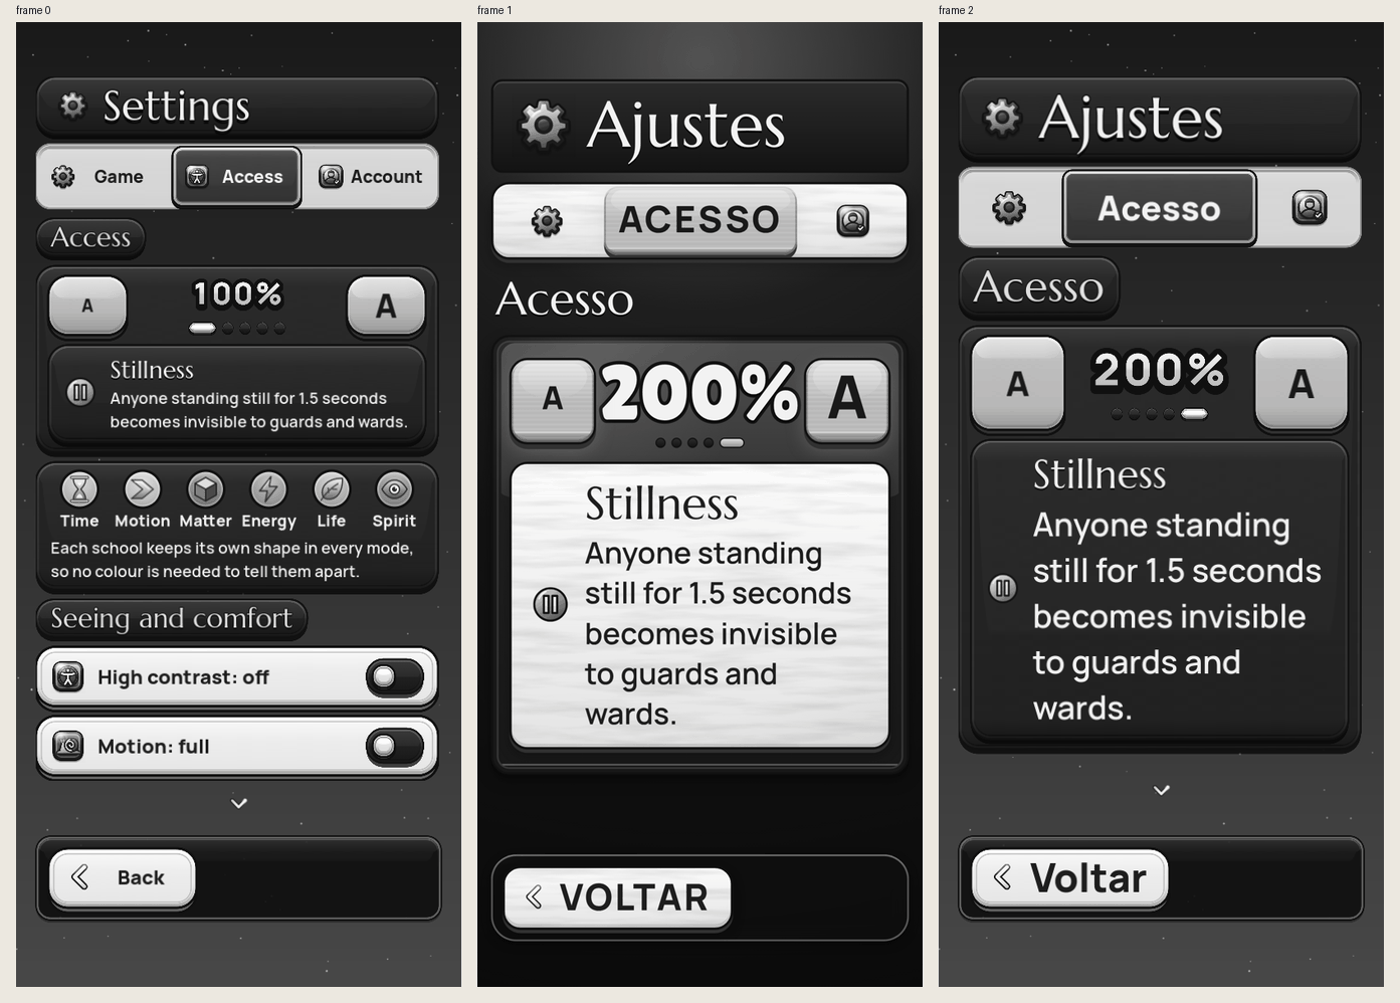 frame 0
Settings
Game
Access
Account
Access
A
100%
A
Stillness
Anyone standing still for 1.5 seconds
becomes invisible to guards and wards.
Time
Motion
Matter
Energy
Life
Spirit
Each school keeps its own shape in every mode,
so no colour is needed to tell them apart.
Seeing and comfort
High contrast: off
Motion: full
Back
frame 1
Ajustes
ACESSO
Acesso
A
200%
A
Stillness
Anyone standing
still for 1.5 seconds
becomes invisible
to guards and
wards.
VOLTAR
frame 2
Ajustes
Acesso
Acesso
A
200%
A
Stillness
Anyone standing
still for 1.5 seconds
becomes invisible
to guards and
wards.
Voltar